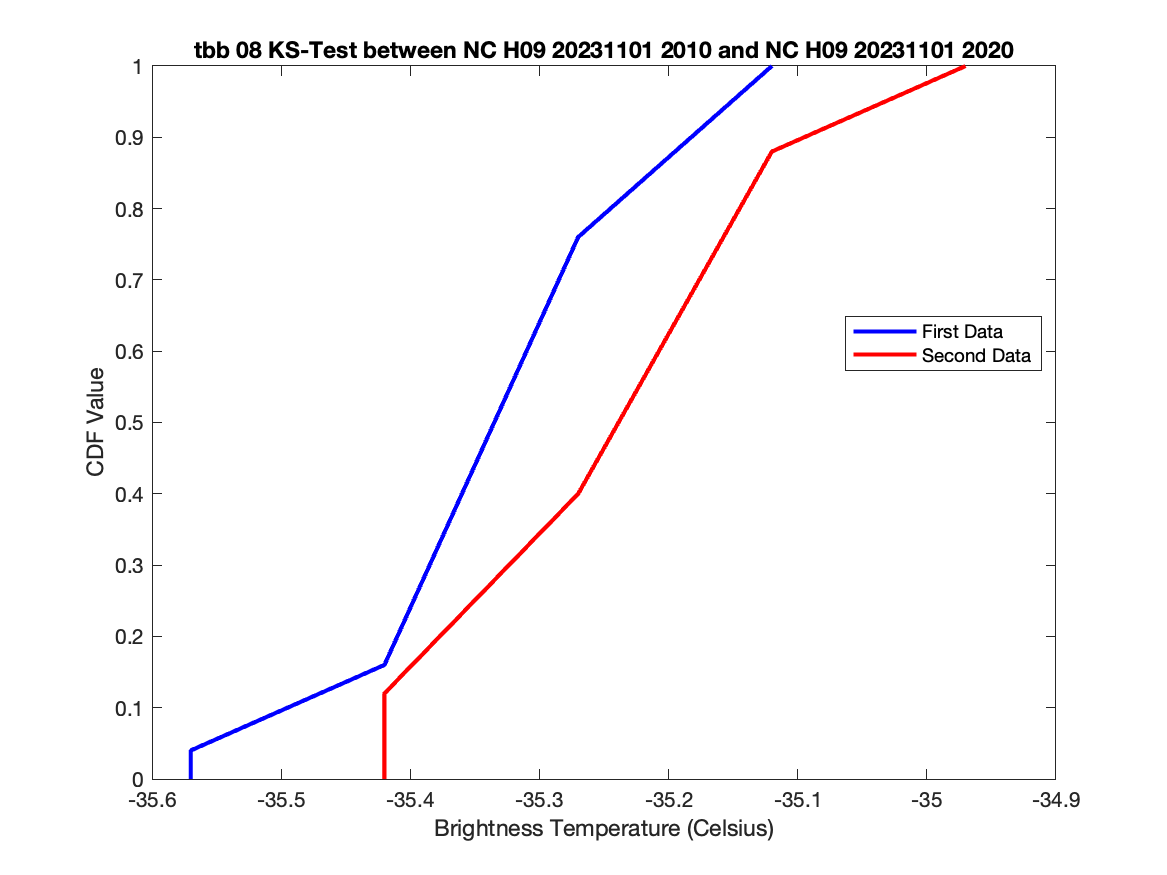 tbb 08 KS-Test between NC H09 20231101 2010 and NC H09 20231101 2020
1
0.9
0.8
0.7
0.6
0.5
0.4
0.3
0.2
0.1
0
CDF Value
First Data
Second Data
-35.6 -35.5 -35.4 -35.3 -35.2 -35.1 -35 -34.9
Brightness Temperature (Celsius)